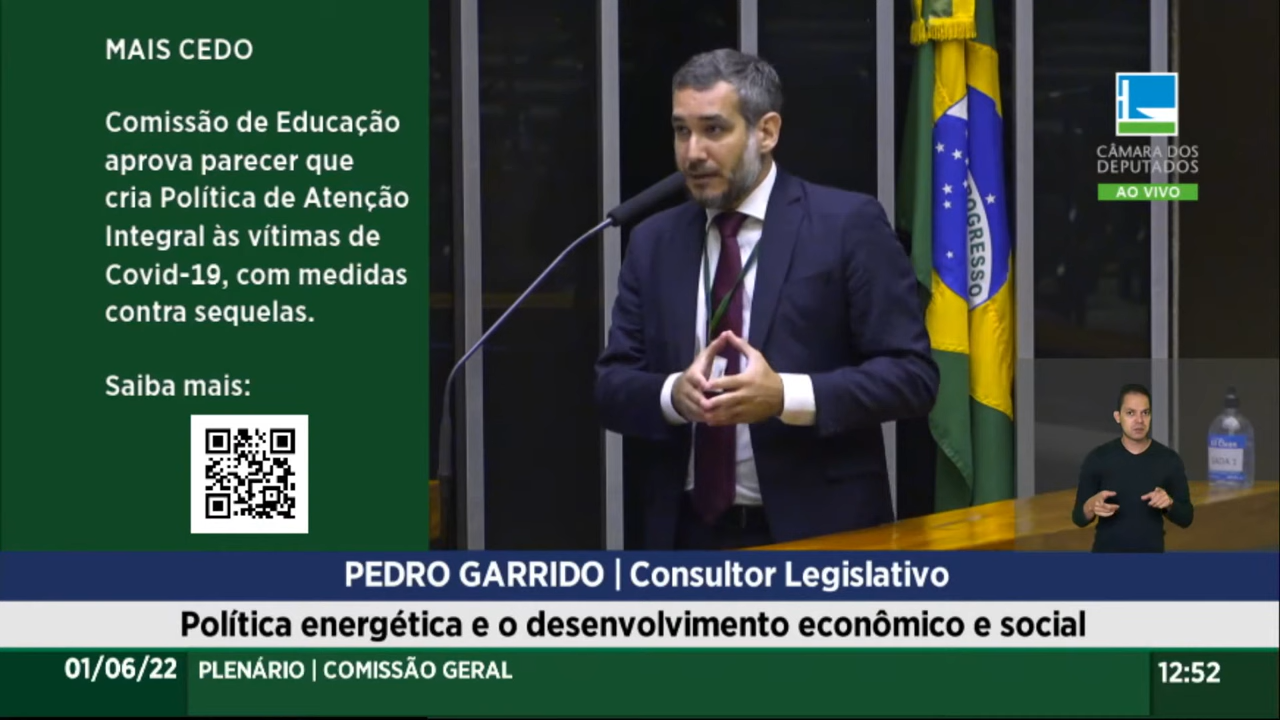 MAIS CEDO
Comissão de Educação
aprova parecer que
cria Política de Atenção
Integral às vítimas de
Covid-19, com medidas
contra sequelas.
Saiba mais:
CÂMARA DOS
DEPUTADOS
AO VIVO
PROGRESSO
PEDRO GARRIDO | Consultor Legislativo
Política energética e o desenvolvimento econômico e social
01/06/22 PLENÁRIO | COMISSÃO GERAL 12:52